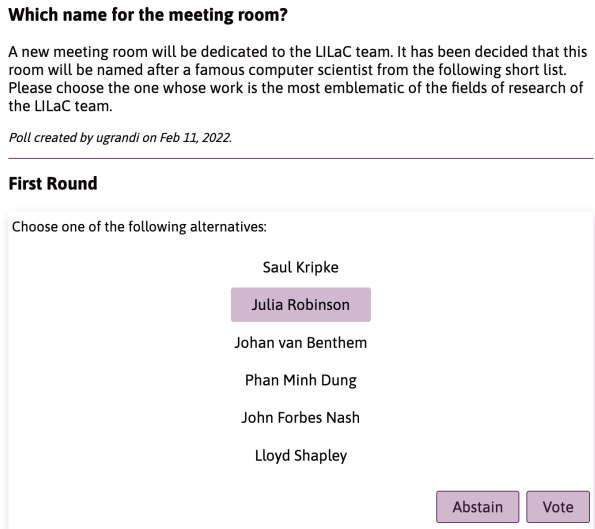 Which name for the meeting room?
A new meeting room will be dedicated to the LILaC team. It has been decided that this
room will be named after a famous computer scientist from the following short list.
Please choose the one whose work is the most emblematic of the fields of research of
the LILaC team.
Poll created by ugrandi on Feb 11, 2022.
First Round
Choose one of the following alternatives:
Saul Kripke
Julia Robinson
Johan van Benthem
Phan Minh Dung
John Forbes Nash
Lloyd Shapley
Abstain Vote